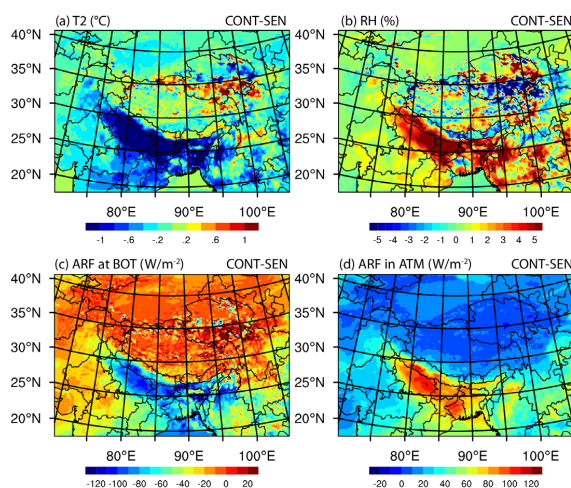 (a) T2 (°C) CONT-SEN
(b) RH (%) CONT-SEN
40°N
35°N
30°N
25°N
20°N
40°N
35°N
30°N
25°N
20°N
80°E 90°E 100°E
80°E 90°E 100°E
-1 -.6 -.2 .2 .6 1
-5 -4 -3 -2 -1 0 1 2 3 4 5
(c) ARF at BOT (W/m-2) CONT-SEN
(d) ARF in ATM (W/m-2) CONT-SEN
40°N
35°N
30°N
25°N
20°N
40°N
35°N
30°N
25°N
20°N
80°E 90°E 100°E
80°E 90°E 100°E
-120 -100 -80 -60 -40 -20 0 20
-20 0 20 40 60 80 100 120